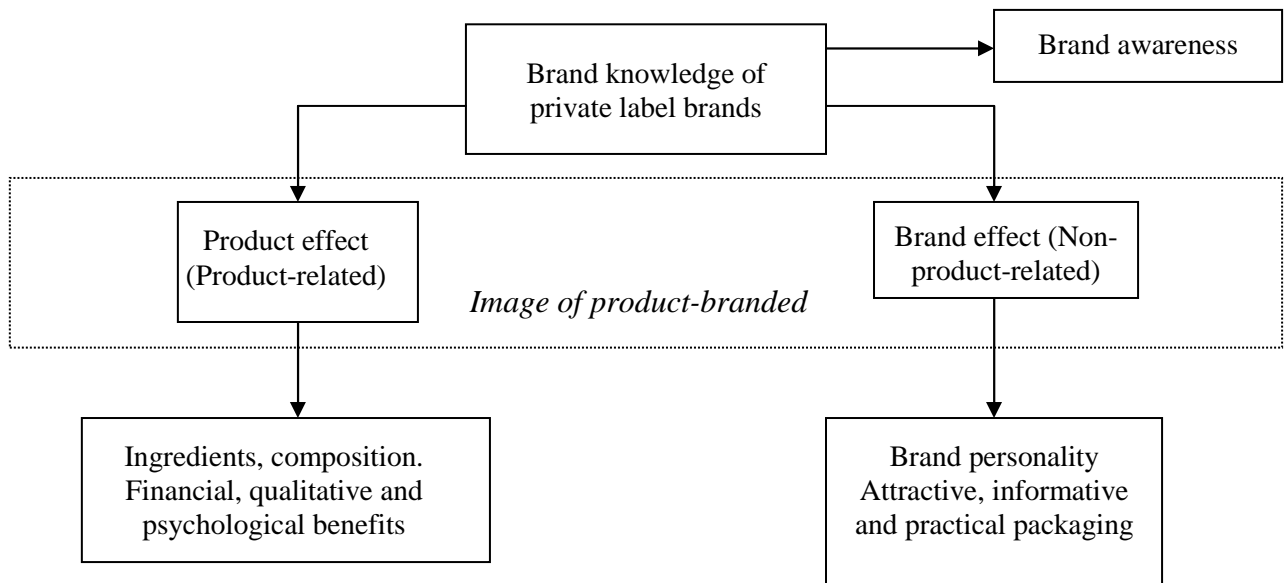 Brand awareness
Brand knowledge of
private label brands
Product effect
(Product-related)
Brand effect (Non-
product-related)
Image of product-branded
Ingredients, composition.
Financial, qualitative and
psychological benefits
Brand personality
Attractive, informative
and practical packaging